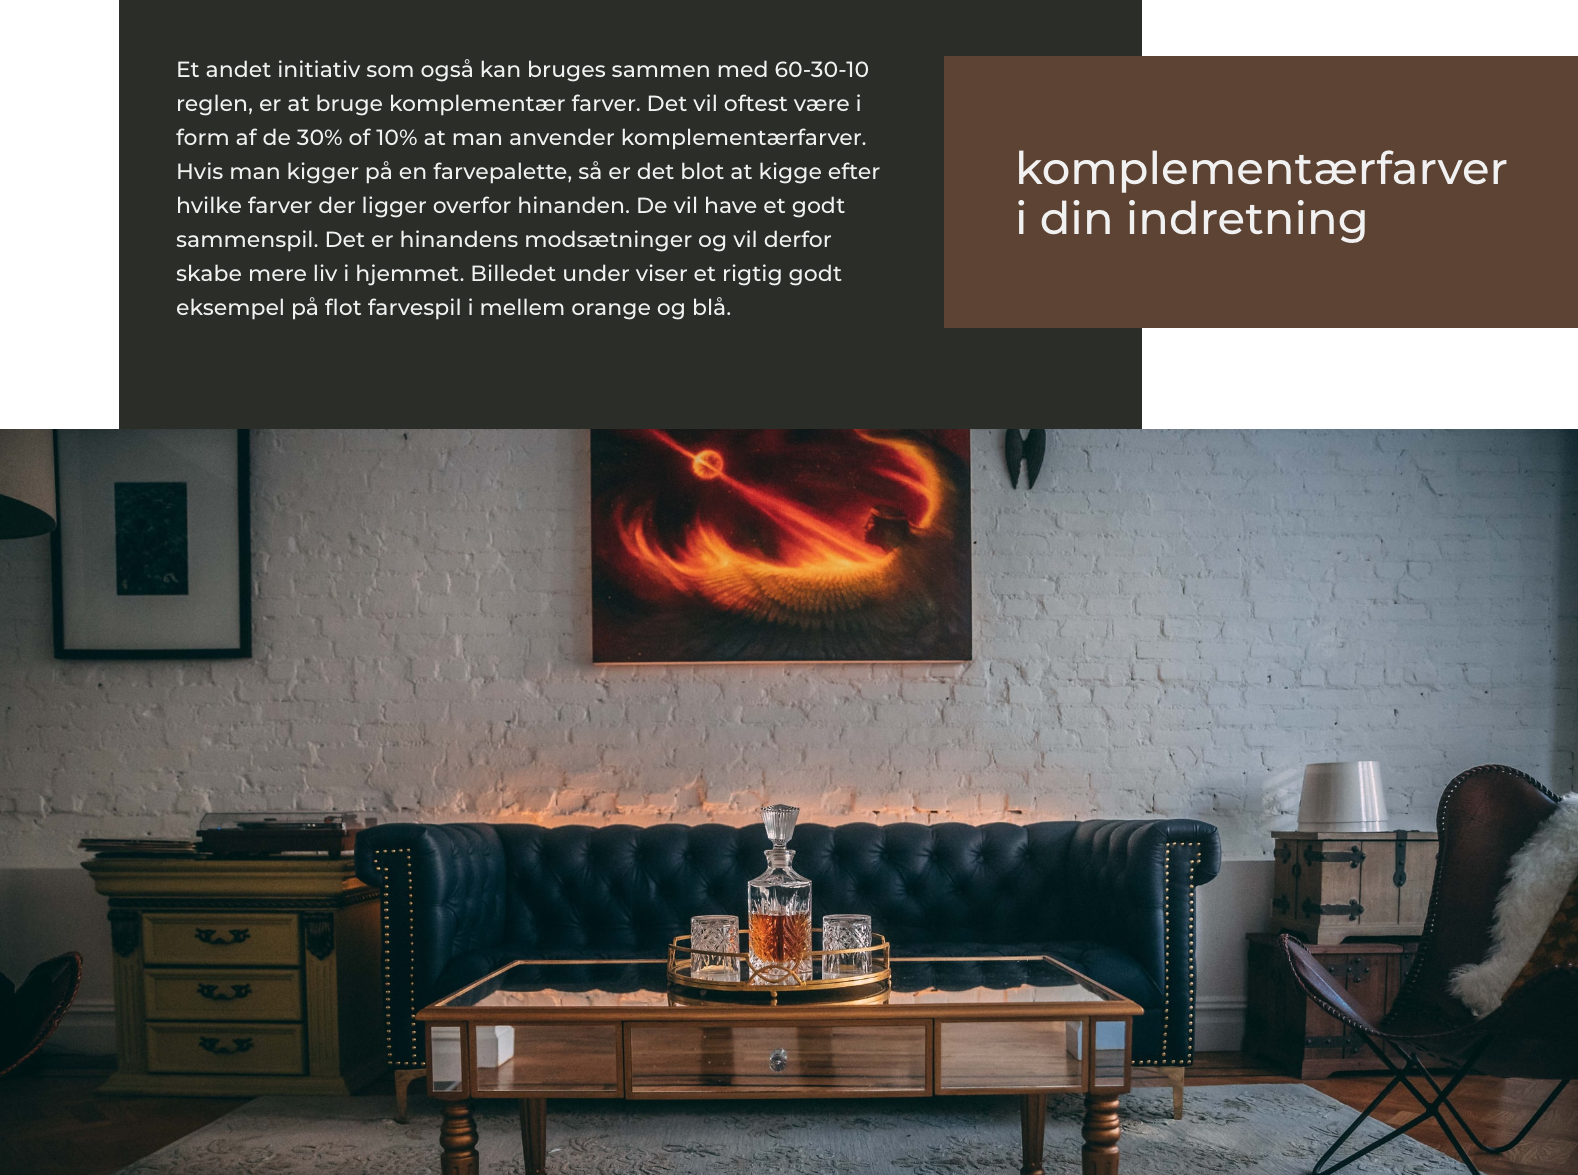 Et andet initiativ som også kan bruges sammen med 60-30-10
reglen, er at bruge komplementær farver. Det vil oftest være i
form af de 30% of 10% at man anvender komplementærfarver.
Hvis man kigger på en farvepalette, så er det blot at kigge efter
hvilke farver der ligger overfor hinanden. De vil have et godt
sammenspil. Det er hinandens modsætninger og vil derfor
skabe mere liv i hjemmet. Billedet under viser et rigtig godt
eksempel på flot farvespil i mellem orange og blå.
komplementærfarver
i din indretning